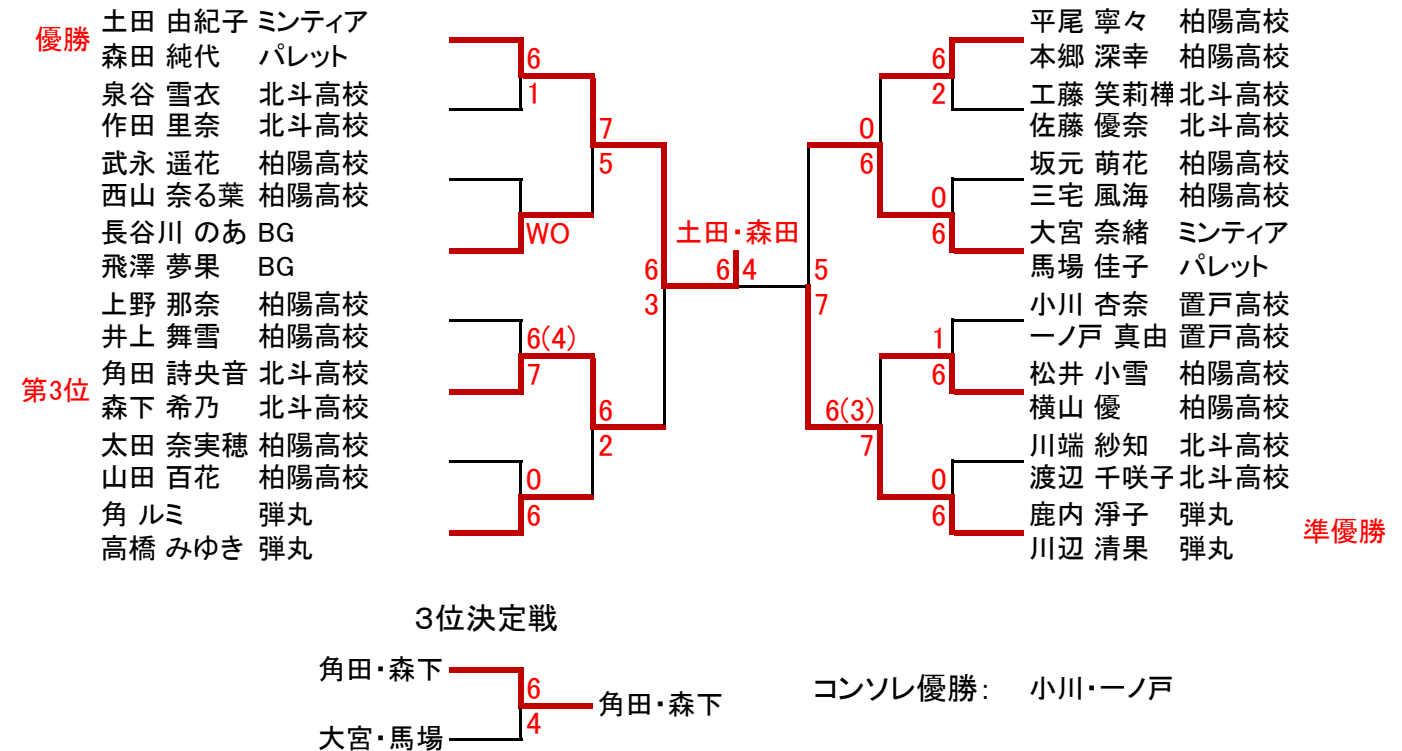 土田 由紀子 ミンティア
優勝
森田 純代 パレット
6
泉谷 雪衣 北斗高校
1
作田 里奈 北斗高校
7
武永 遥花 柏陽高校
5
西山 奈る葉 柏陽高校
長谷川 のあ BG
WO
飛澤 夢果 BG
6
3
上野 那奈 柏陽高校
井上 舞雪 柏陽高校
6(4)
第3位
角田 詩央音 北斗高校
7
森下 希乃 北斗高校
6
太田 奈実穂 柏陽高校
2
山田 百花 柏陽高校
0
角 ルミ 弾丸
6
高橋 みゆき 弾丸
土田・森田
6 4
平尾 寧々 柏陽高校
本郷 深幸 柏陽高校
6
工藤 笑莉樺 北斗高校
2
佐藤 優奈 北斗高校
0
坂元 萌花 柏陽高校
6
三宅 風海 柏陽高校
0
大宮 奈緒 ミンティア
6
馬場 佳子 パレット
5
小川 杏奈 置戸高校
7
一ノ戸 真由 置戸高校
1
松井 小雪 柏陽高校
6
横山 優 柏陽高校
6(3)
川端 紗知 北斗高校
7
渡辺 千咲子 北斗高校
0
鹿内 淨子 弾丸
6
準優勝
川辺 清果 弾丸
3位決定戦
角田・森下
6
角田・森下
4
大宮・馬場
コンソレ優勝： 小川・一ノ戸